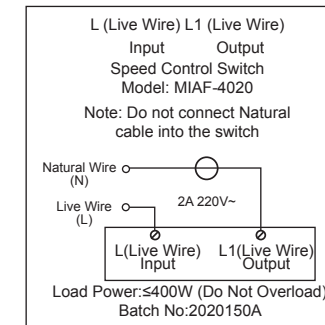 L (Live Wire) L1 (Live Wire)
Input Output
Speed Control Switch
Model: MIAF-4020
Note: Do not connect Natural
cable into the switch
Natural Wire
(N)
Live Wire
(L)
2A 220V~
L(Live Wire) L1(Live Wire)
Input Output
Load Power:≤400W (Do Not Overload)
Batch No:2020150A